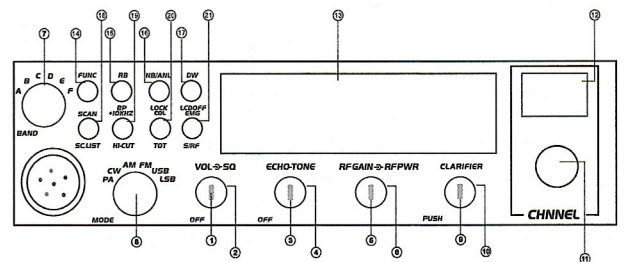 18 19 20 21
7 14 15 16 17 13 12
A B C D E F
BAND
FUNC RB NB/ANL DW
BP LOCK LCDOFF
SCAN +10KHZ COL EMG
SC.LIST HI-CUT TOT S/RF
PA CW AM FM USB LSB
MODE
VOL SQ ECHO-TONE RFGAIN RFPWR CLARIFIER
OFF OFF PUSH
CHNNEL
8 1 2 3 4 5 6 9 10 11